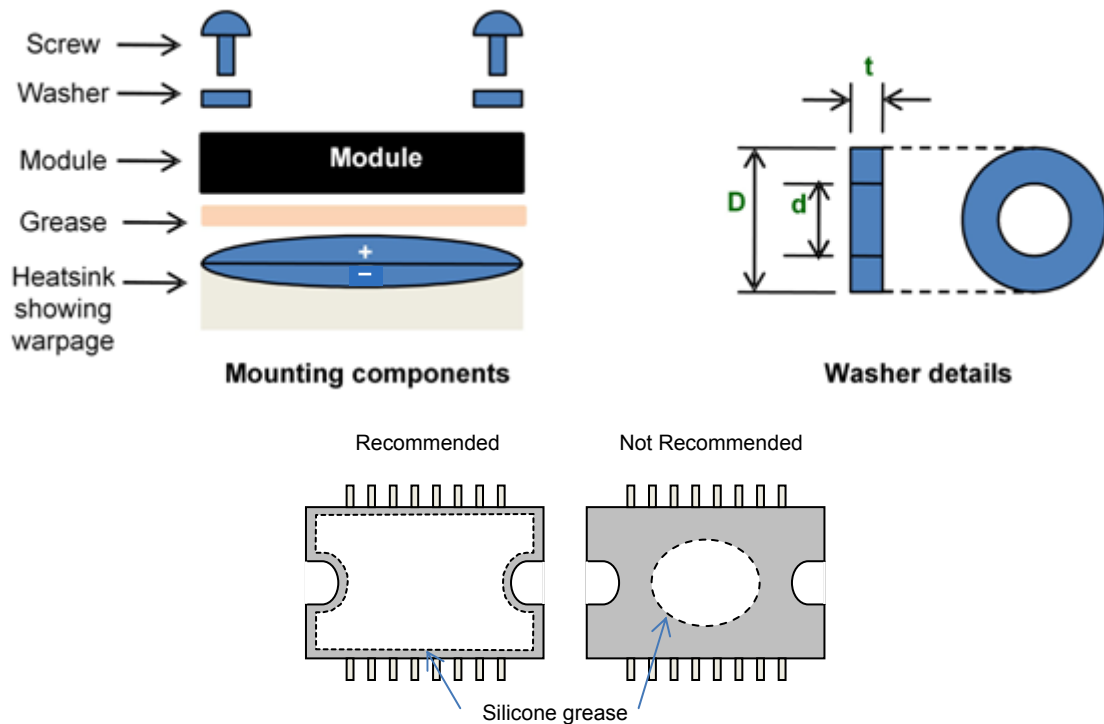 Screw
Washer
Module
Module
Grease
+
−
Heatsink
showing
warpage
Mounting components
t
D
d
Washer details
Recommended
Not Recommended
Silicone grease